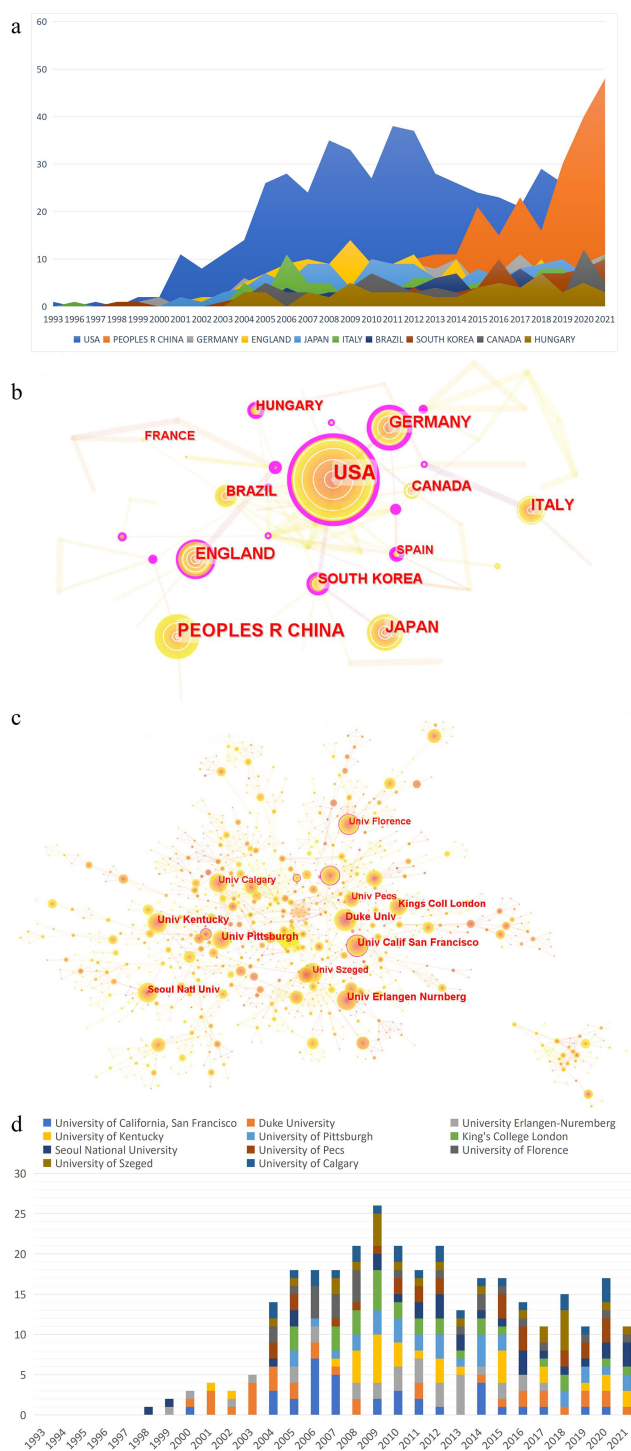 a
60
50
40
30
20
10
0
1993 1996 1997 1998 1999 2000 2001 2002 2003 2004 2005 2006 2007 2008 2009 2010 2011 2012 2013 2014 2015 2016 2017 2018 2019 2020 2021
USA PEOPLES R CHINA GERMANY ENGLAND JAPAN ITALY BRAZIL SOUTH KOREA CANADA HUNGARY
b
HUNGARY
GERMANY
FRANCE
USA
BRAZIL
CANADA
ITALY
ENGLAND
SPAIN
SOUTH KOREA
PEOPLES R CHINA
JAPAN
c
Univ Florence
Univ Calgary
Univ Pecs
Kings Coll London
Univ Kentucky
Duke Univ
Univ Pittsburgh
Univ Calif San Francisco
Univ Szeged
Seoul Natl Univ
Univ Erlangen Nurnberg
d
University of California, San Francisco Duke University University Erlangen-Nuremberg
University of Kentucky University of Pittsburgh King's College London
Seoul National University University of Pecs University of Florence
University of Szeged University of Calgary
30
25
20
15
10
5
0
1993 1994 1995 1996 1997 1998 1999 2000 2001 2002 2003 2004 2005 2006 2007 2008 2009 2010 2011 2012 2013 2014 2015 2016 2017 2018 2019 2020 2021